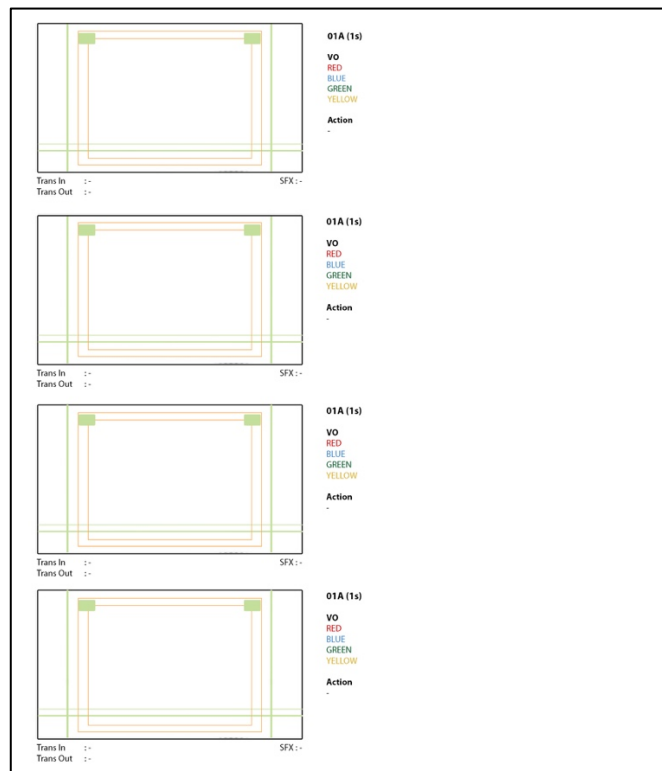 01A (1s)
VO
RED
BLUE
GREEN
YELLOW
Action
-
Trans In : -
SFX : -
Trans Out : -
01A (1s)
VO
RED
BLUE
GREEN
YELLOW
Action
-
Trans In : -
SFX : -
Trans Out : -
01A (1s)
VO
RED
BLUE
GREEN
YELLOW
Action
-
Trans In : -
SFX : -
Trans Out : -
01A (1s)
VO
RED
BLUE
GREEN
YELLOW
Action
-
Trans In : -
SFX : -
Trans Out : -